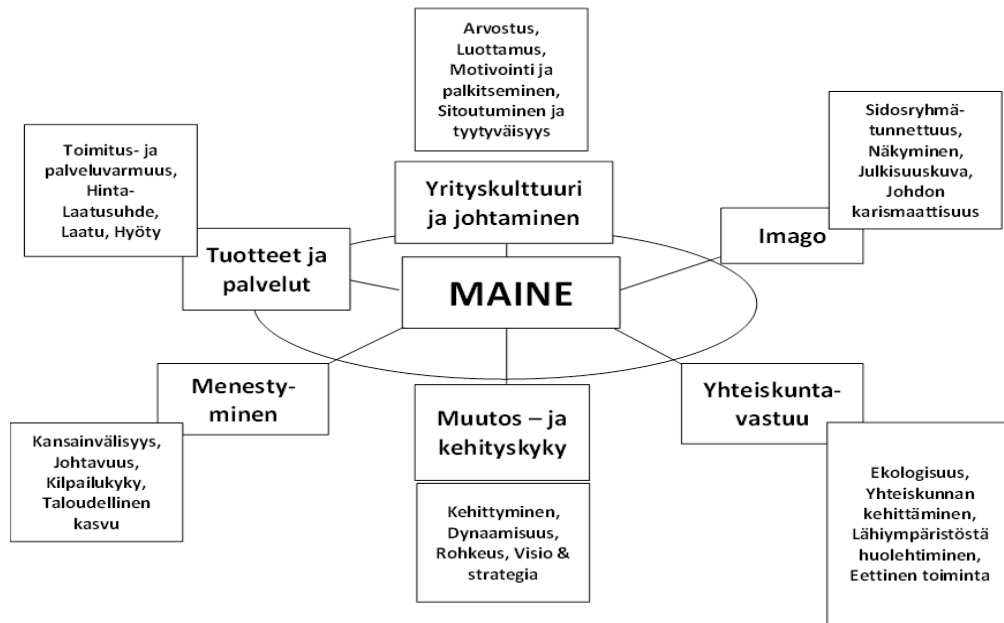 Arvostus,
Luottamus,
Motivointi ja
palkitseminen,
Sitoutuminen ja
tyytyväisyys
Yrityskulttuuri
ja johtaminen
Sidosryhmä-
tunnettuus,
Näkyminen,
Julkisuuskuva,
Johdon
karismaattisuus
Imago
Toimitus- ja
palveluvarmuus,
Hinta-
Laatusuhde,
Laatu, Hyöty
Tuotteet ja
palvelut
MAINE
Menesty-
minen
Kansainvälisyys,
Johtavuus,
Kilpailukyky,
Taloudellinen
kasvu
Muutos – ja
kehityskyky
Kehittyminen,
Dynaamisuus,
Rohkeus, Visio &
strategia
Yhteiskunta-
vastuu
Ekologisuus,
Yhteiskunnan
kehittäminen,
Lähiympäristöstä
huolehtiminen,
Eettinen toiminta